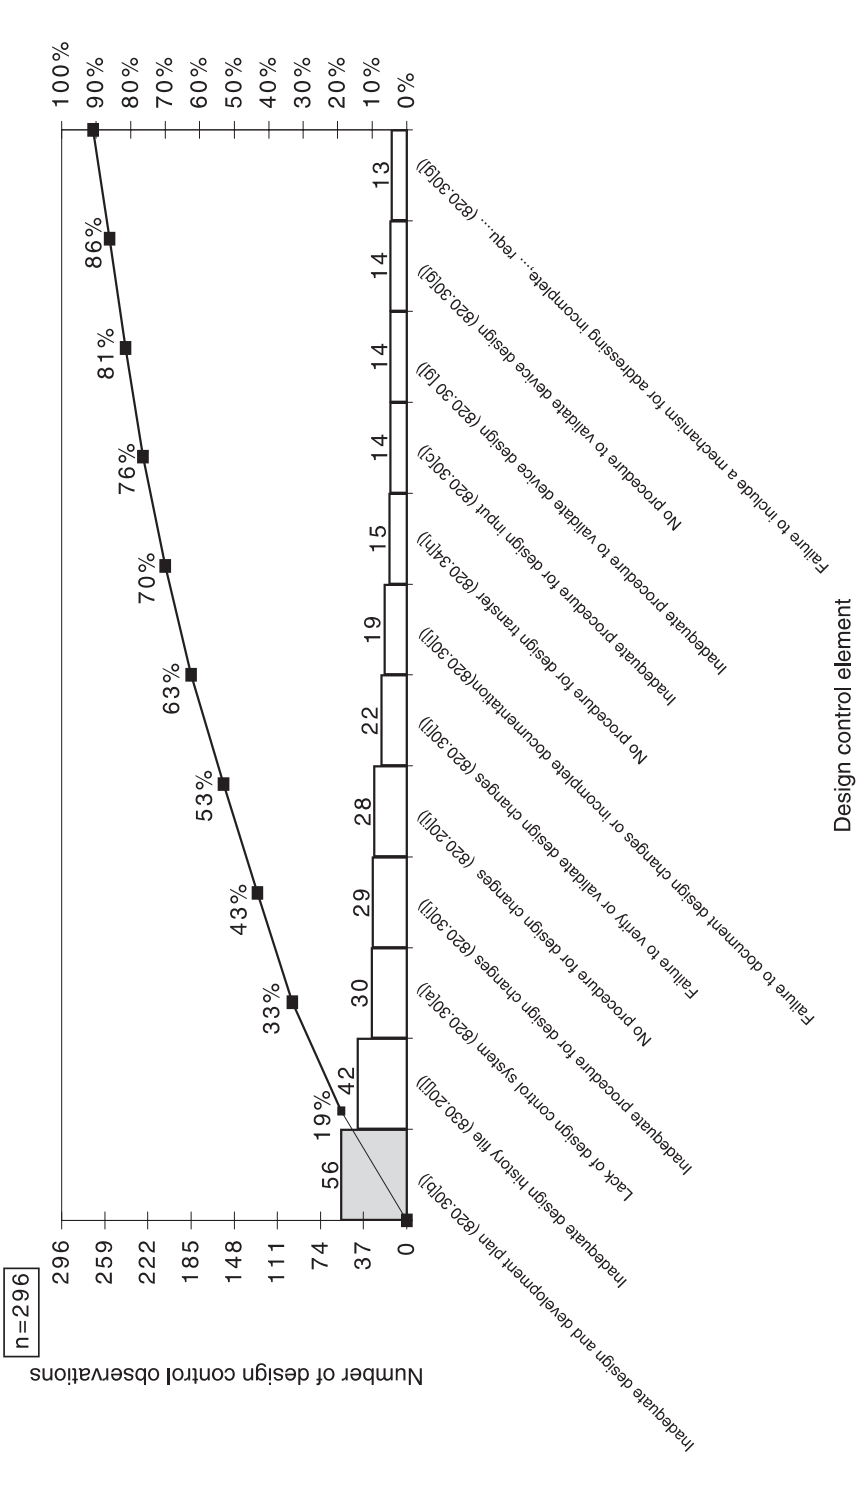 n=296
Number of design control observations
296
259
222
185
148
111
74
37
0
100%
90%
80%
70%
60%
50%
40%
30%
20%
10%
0%
19%
33%
43%
53%
63%
70%
76%
81%
86%
56
42
30
29
28
22
19
15
14
14
14
13
Inadequate design and development plan (820.30[b])
Inadequate design history file (830.20[j])
Lack of design control system (820.30[a])
Inadequate procedure for design changes (820.30[i])
No procedure for design changes (820.20[i])
Failure to verify or validate design changes (820.30[i])
Failure to document design changes or incomplete documentation(820.30[i])
No procedure for design transfer (820.34[h])
Inadequate procedure for design input (820.30[c])
Inadequate procedure to validate device design (820.30 [g])
No procedure to validate device design (820.30[g])
Failure to include a mechanism for addressing incomplete, ... requ. ... (820.30[g])
Design control element